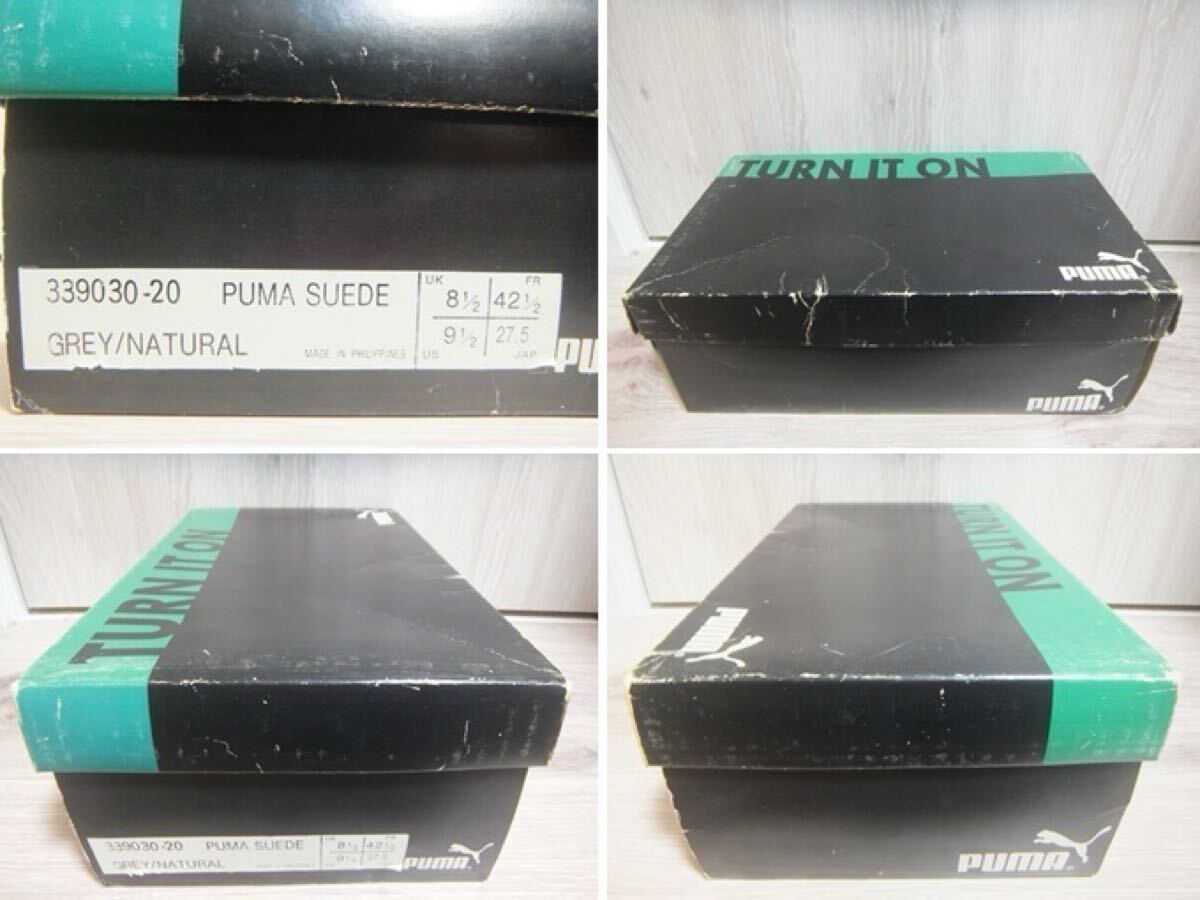 339030-20 PUMA SUEDE
GREY/NATURAL MADE IN PHILIPPINES
UK FR
8½ 42½
9½ 27.5
US JAP
TURN IT ON
PUMA
PUMA
TURN IT ON
339030-20 PUMA SUEDE
GREY/NATURAL
UK FR
8½ 42½
9½ 27.5
PUMA
TURN IT ON
PUMA
PUMA